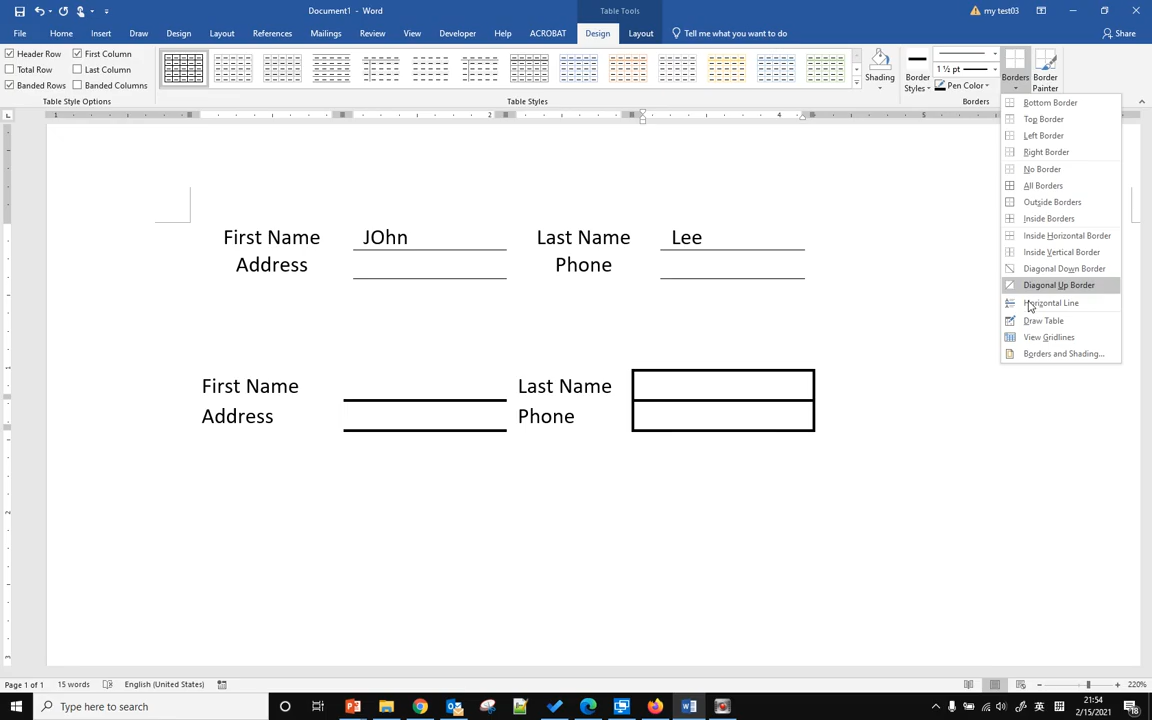 Document1 - Word
Table Tools
my test03
File
Home
Insert
Draw
Design
Layout
References
Mailings
Review
View
Developer
Help
ACROBAT
Design
Layout
Tell me what you want to do
Share
Header Row
First Column
Total Row
Last Column
Banded Rows
Banded Columns
Table Style Options
Table Styles
Shading
Border
Styles
1 ½ pt
Pen Color
Borders
Border
Painter
Borders
Bottom Border
Top Border
Left Border
Right Border
No Border
All Borders
Outside Borders
Inside Borders
Inside Horizontal Border
Inside Vertical Border
Diagonal Down Border
Diagonal Up Border
Horizontal Line
Draw Table
View Gridlines
Borders and Shading...
1 2 4 5
First Name JOhn Last Name Lee
Address Phone
First Name Last Name
Address Phone
Page 1 of 1
15 words
English (United States)
220%
Type here to search
英
21:54
2/15/2021
18